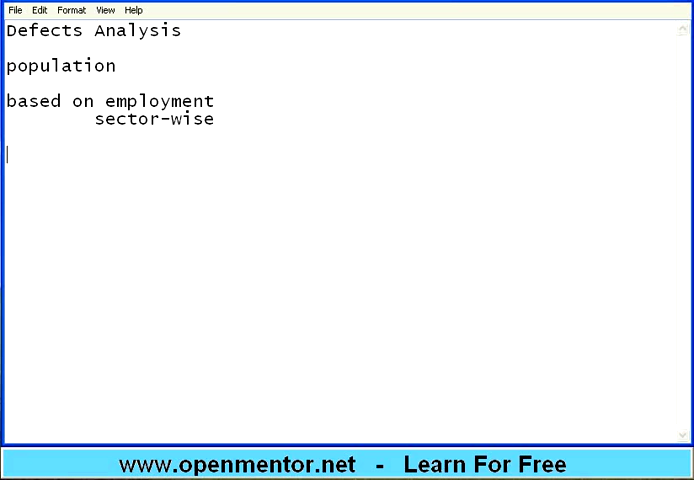 File Edit Format View Help
Defects Analysis
population
based on employment
sector-wise
www.openmentor.net - Learn For Free